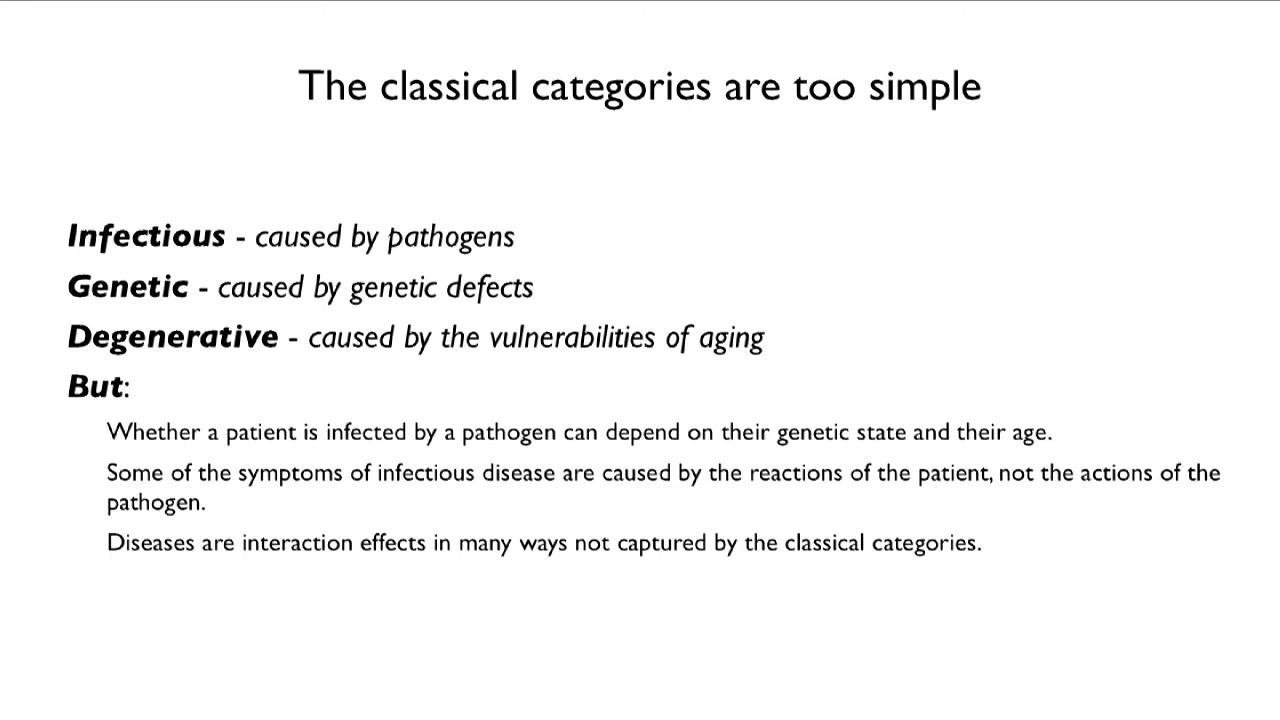 The classical categories are too simple
Infectious - caused by pathogens
Genetic - caused by genetic defects
Degenerative - caused by the vulnerabilities of aging
But:
Whether a patient is infected by a pathogen can depend on their genetic state and their age.
Some of the symptoms of infectious disease are caused by the reactions of the patient, not the actions of the
pathogen.
Diseases are interaction effects in many ways not captured by the classical categories.